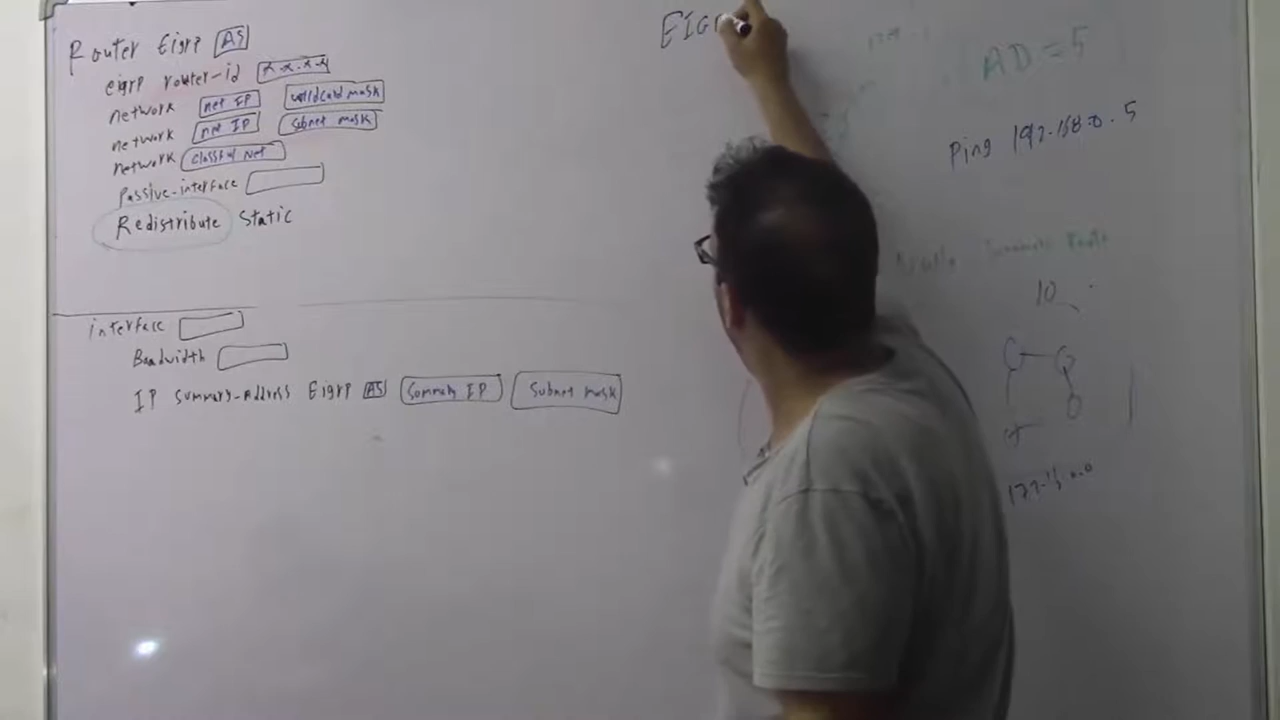 Router Eigrp AS
eigrp router-id x.x.x.x
network net IP wildcard mask
network net IP subnet mask
network classful net
Passive-interface
Redistribute Static
interface
Bandwidth
IP Summary-Address Eigrp AS Summary IP Subnet mask
Eigr
AD = 5
Ping 192.168.0.5
10